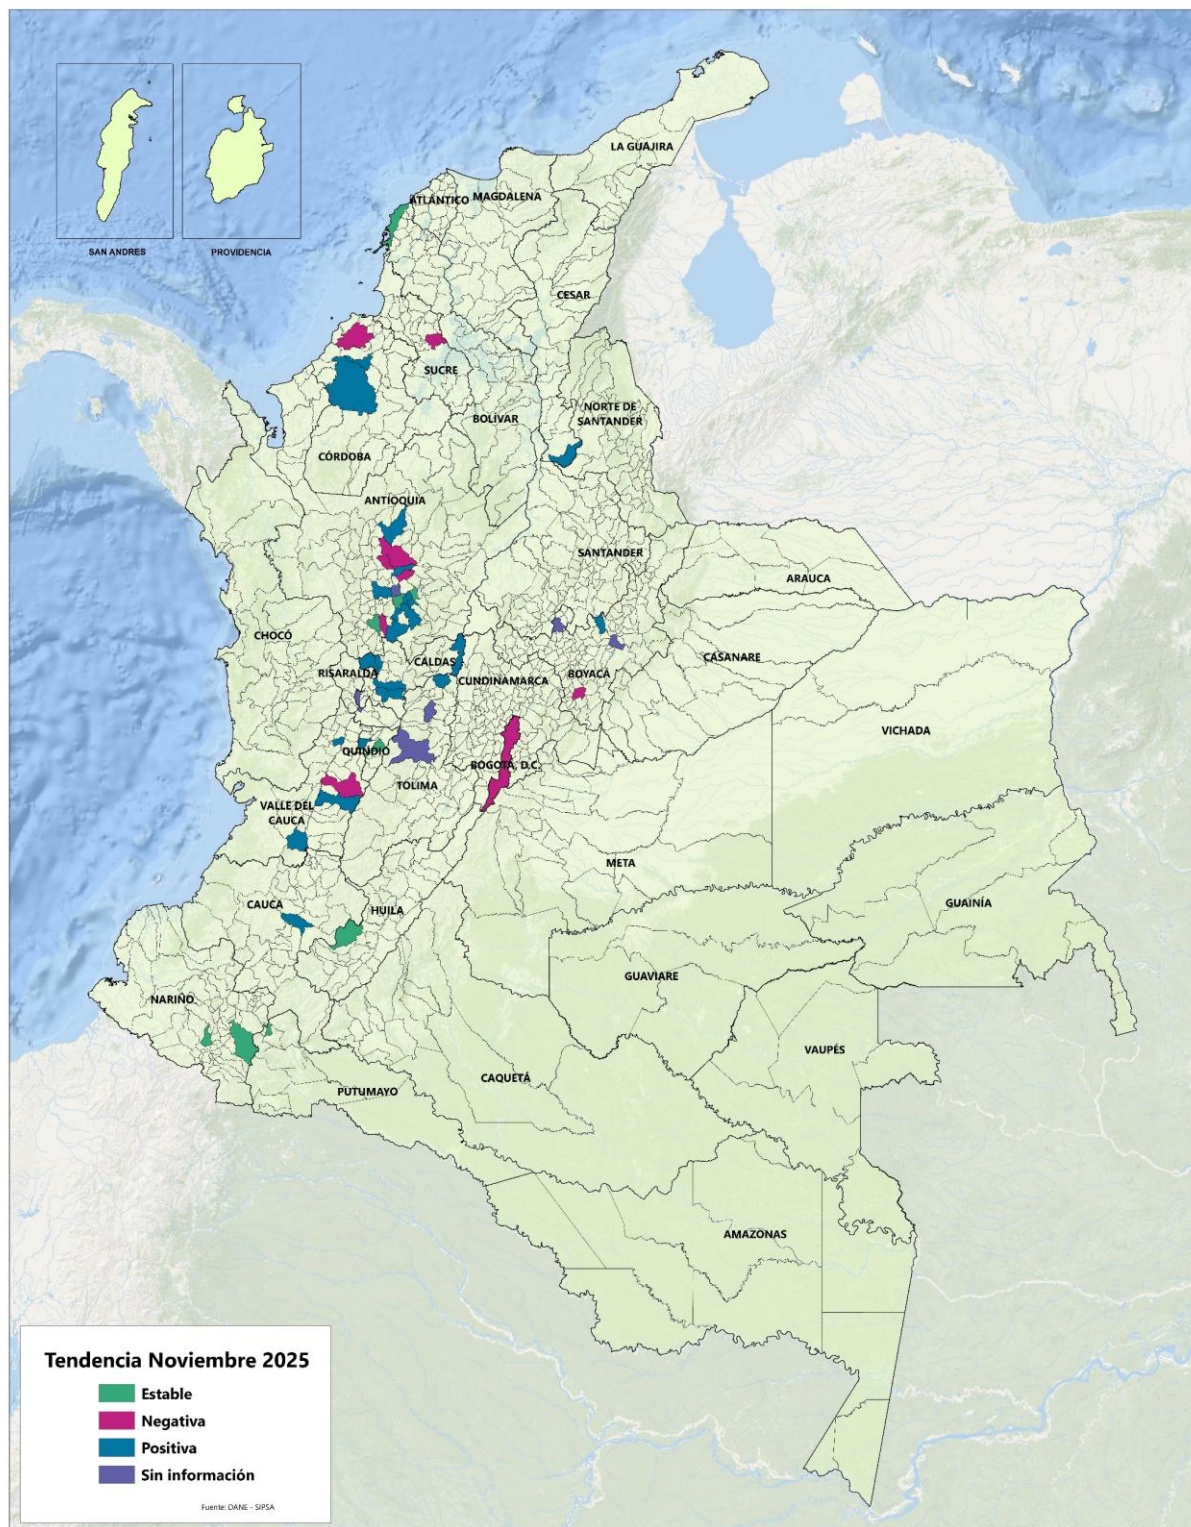 LA GUAJIRA
ATLÁNTICO
MAGDALENA
SAN ANDRES
PROVIDENCIA
CESAR
SUCRE
NORTE DE
SANTANDER
BOLÍVAR
CÓRDOBA
ANTIOQUIA
SANTANDER
ARAUCA
CHOCÓ
CASANARE
CALDAS
RISARALDA
BOYACÁ
CUNDINAMARCA
VICHADA
QUINDÍO
BOGOTÁ, D.C.
TOLIMA
VALLE DEL
CAUCA
META
CAUCA
HUILA
GUAINÍA
GUAVIARE
NARIÑO
VAUPÉS
CAQUETÁ
PUTUMAYO
AMAZONAS
Tendencia Noviembre 2025
Estable
Negativa
Positiva
Sin información
Fuente: DANE - SIPSA